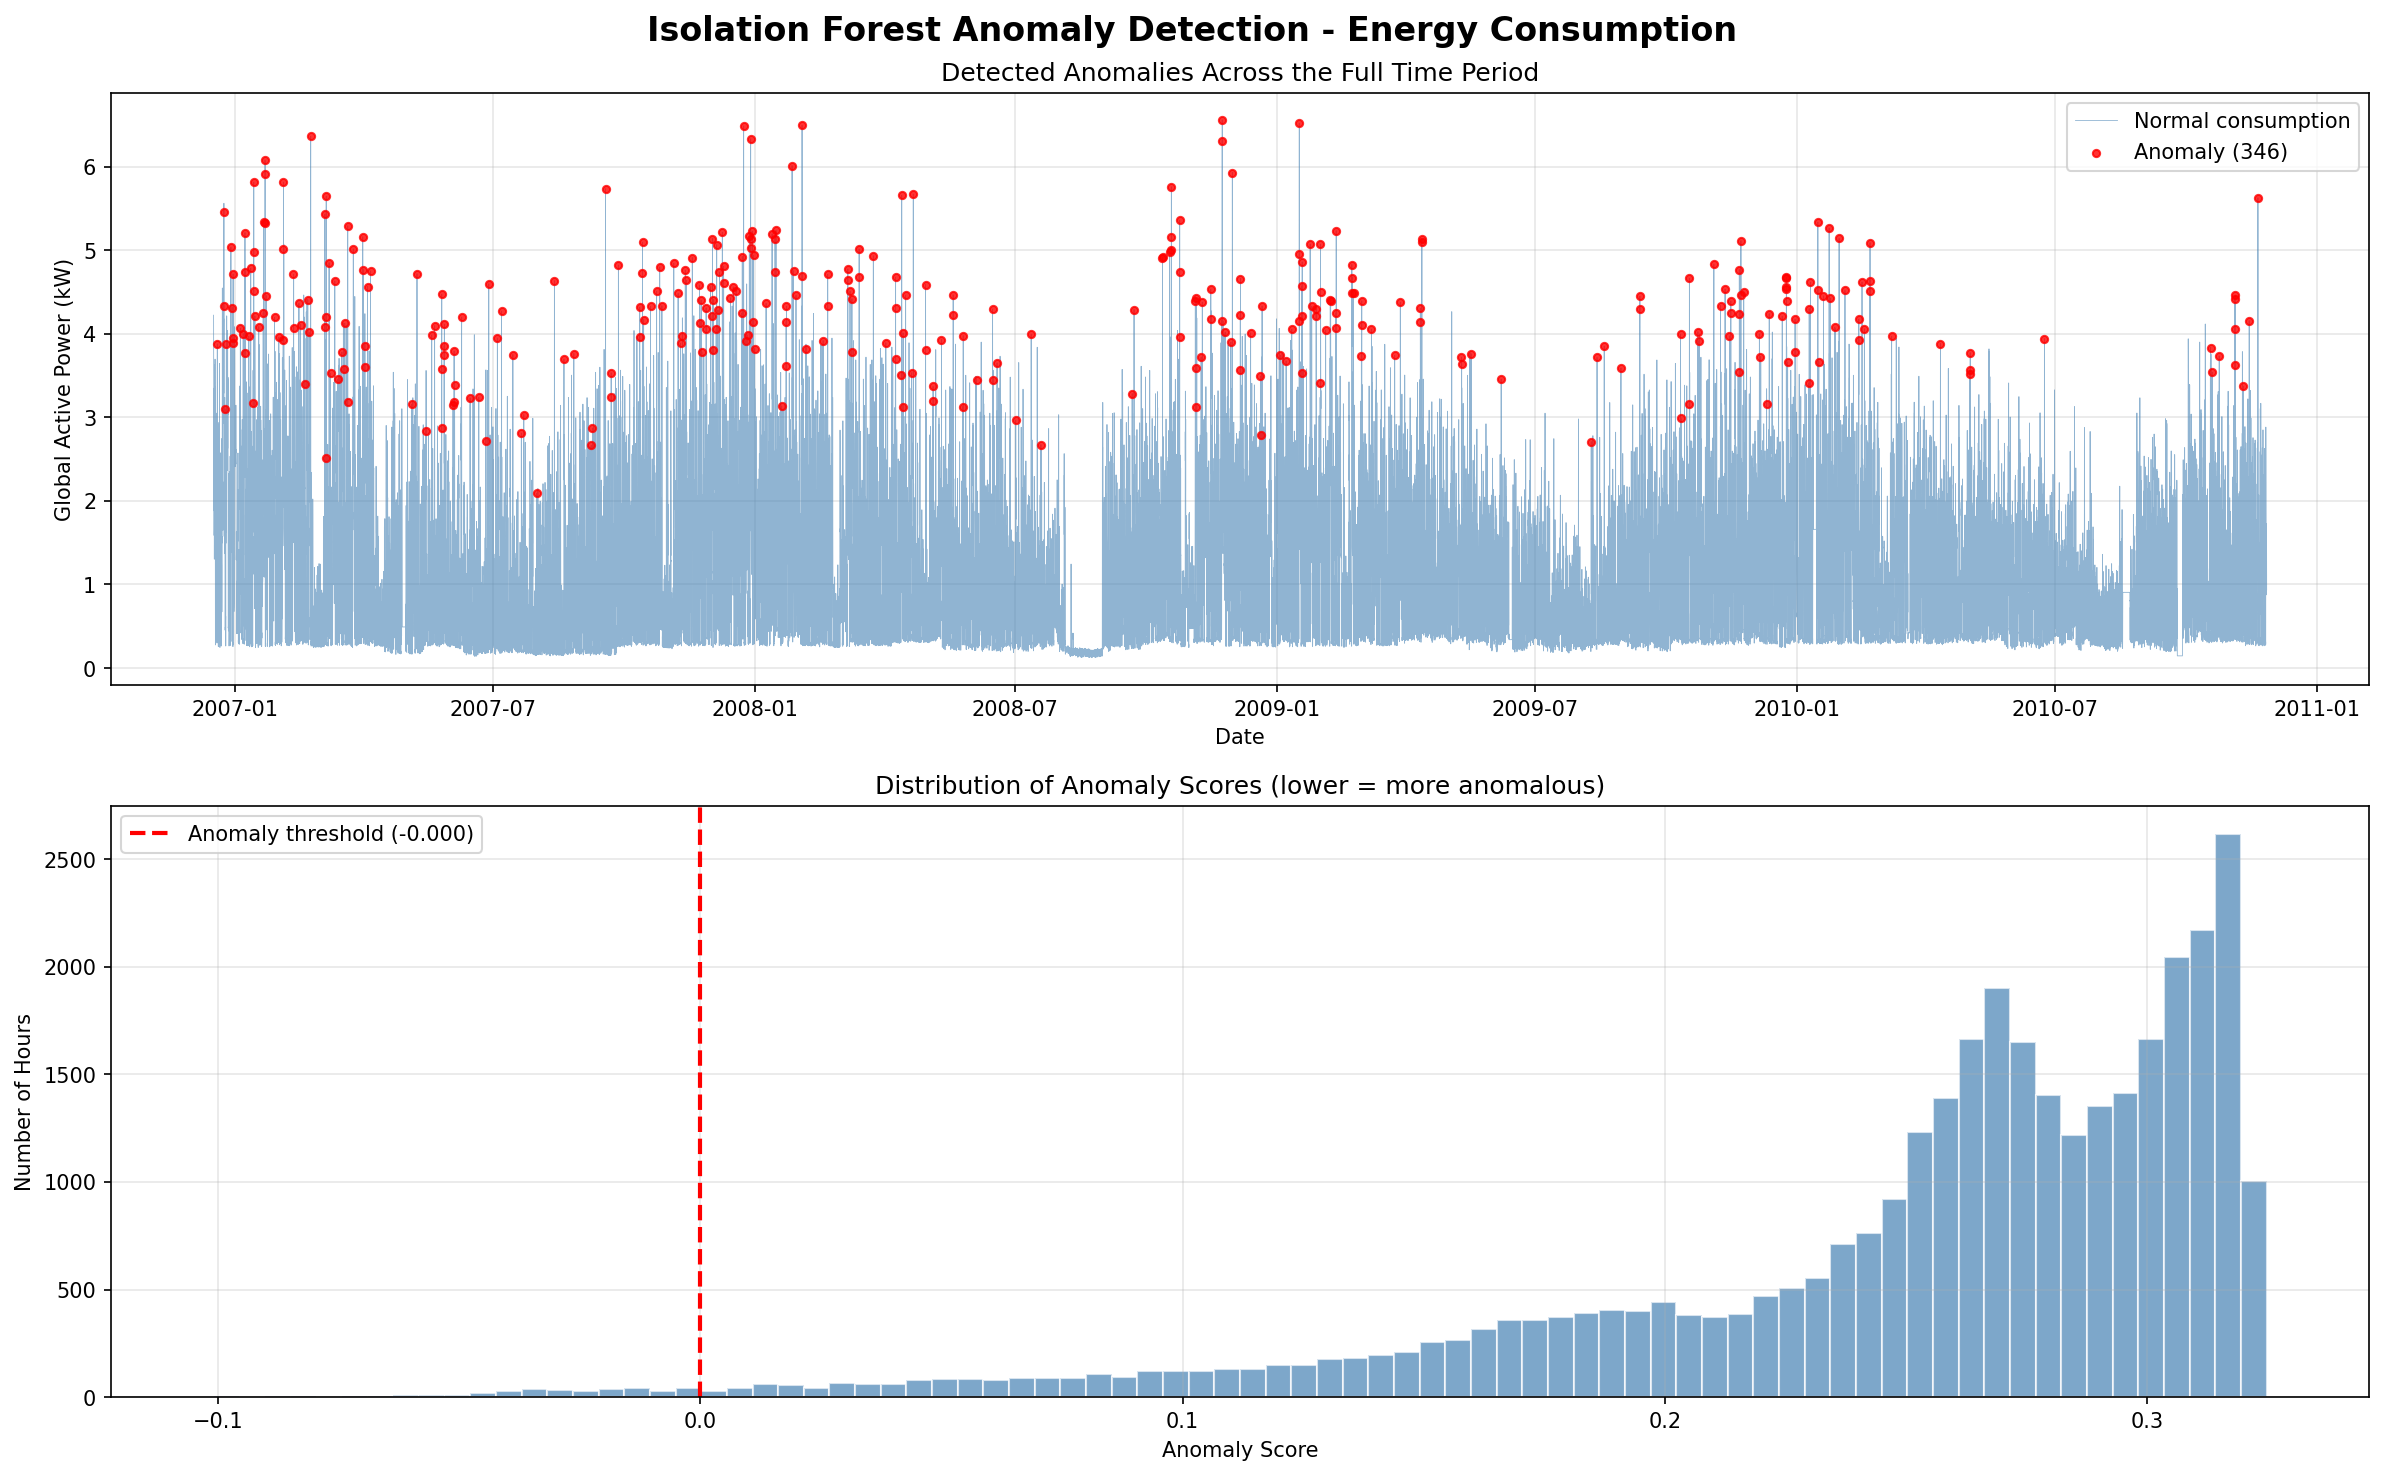 Isolation Forest Anomaly Detection - Energy Consumption
Detected Anomalies Across the Full Time Period
Normal consumption
Anomaly (346)
Global Active Power (kW)
6
5
4
3
2
1
0
2007-01 2007-07 2008-01 2008-07 2009-01 2009-07 2010-01 2010-07 2011-01
Date
Distribution of Anomaly Scores (lower = more anomalous)
Anomaly threshold (-0.000)
Number of Hours
2500
2000
1500
1000
500
0
−0.1 0.0 0.1 0.2 0.3
Anomaly Score